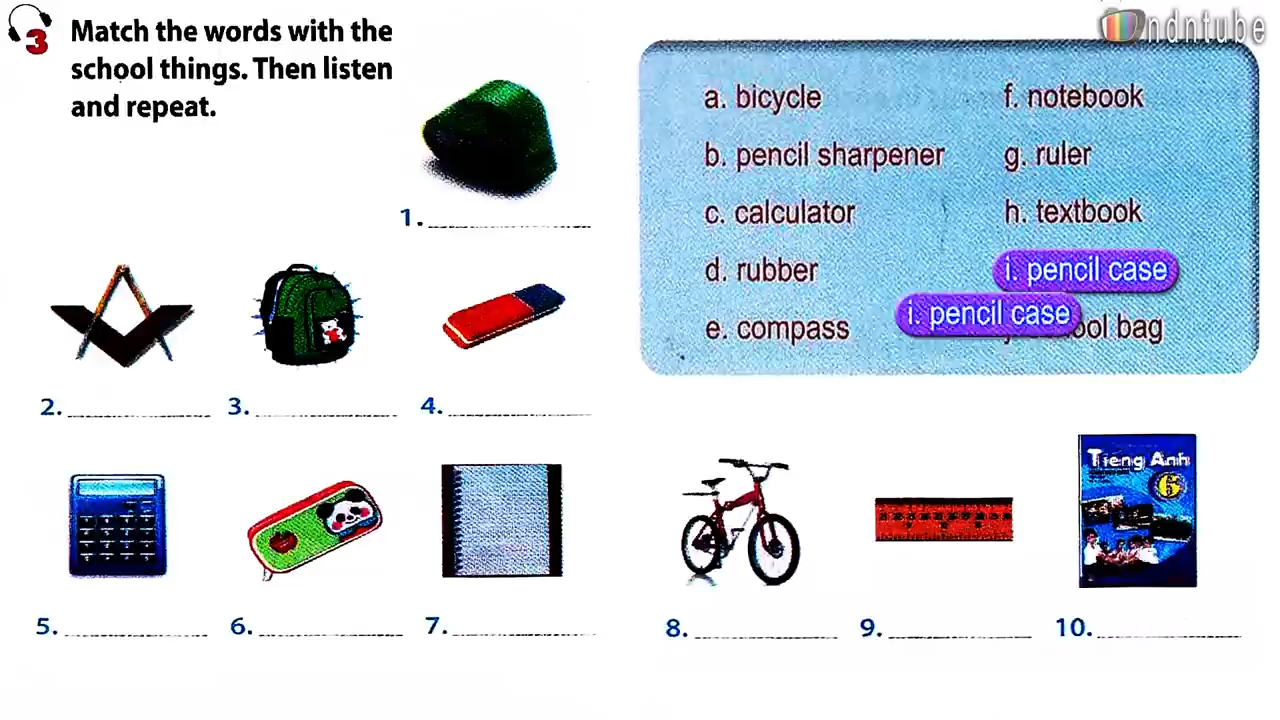 3 Match the words with the
school things. Then listen
and repeat.
ndntube
a. bicycle
b. pencil sharpener
c. calculator
d. rubber
e. compass
f. notebook
g. ruler
h. textbook
i. pencil case
i. pencil case
bag
1.
2.
3.
4.
5.
6.
7.
8.
9.
10.
Tieng Anh
6